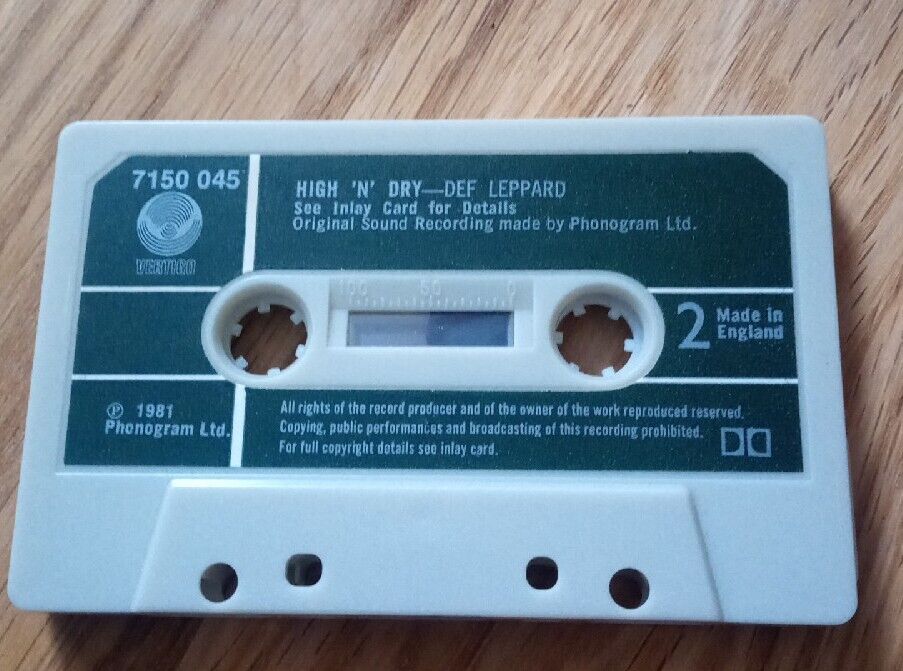 7150 045
VERTIGO
HIGH 'N' DRY—DEF LEPPARD
See Inlay Card for Details
Original Sound Recording made by Phonogram Ltd.
100 50 0
2
Made in
England
Ⓟ 1981
Phonogram Ltd.
All rights of the record producer and of the owner of the work reproduced reserved.
Copying, public performances and broadcasting of this recording prohibited.
For full copyright details see inlay card.